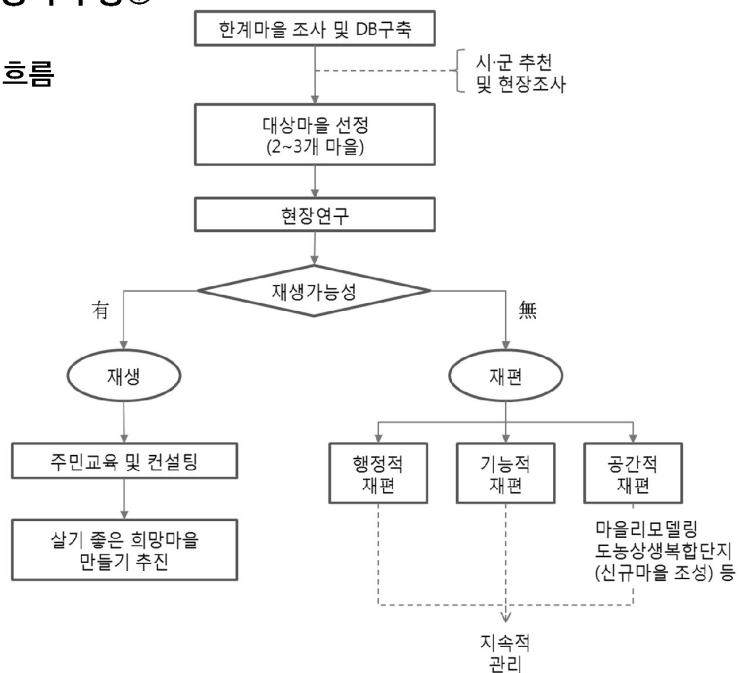 흐름
한계마을 조사 및 DB구축
시·군 추천
및 현장조사
대상마을 선정
(2~3개 마을)
현장연구
재생가능성
有
無
재생
재편
주민교육 및 컨설팅
행정적
재편
기능적
재편
공간적
재편
살기 좋은 희망마을
만들기 추진
마을리모델링
도농상생복합단지
(신규마을 조성) 등
지속적
관리